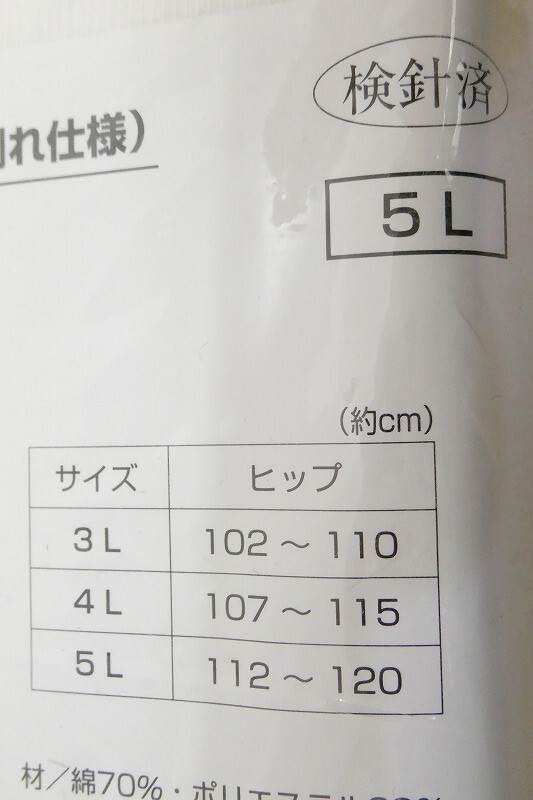 検針済
れ仕様)
5L
(約cm)
サイズ ヒップ
3L 102～110
4L 107～115
5L 112～120
材／綿70%・ポリエステル